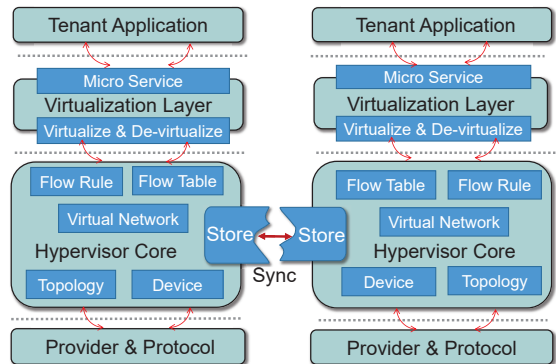 Tenant Application
Tenant Application
Micro Service
Micro Service
Virtualization Layer
Virtualization Layer
Virtualize & De-virtualize
Virtualize & De-virtualize
Flow Rule Flow Table
Flow Table Flow Rule
Virtual Network
Virtual Network
Store Store
Hypervisor Core
Hypervisor Core
Sync
Topology Device
Device Topology
Provider & Protocol
Provider & Protocol